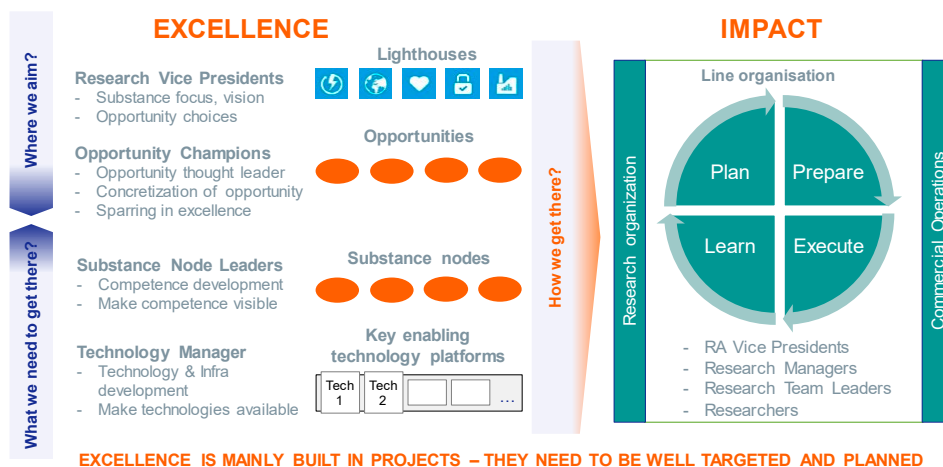 EXCELLENCE
IMPACT
Where we aim?
What we need to get there?
Research Vice Presidents
- Substance focus, vision
- Opportunity choices
Lighthouses
Opportunity Champions
- Opportunity thought leader
- Concretization of opportunity
- Sparring in excellence
Opportunities
Substance Node Leaders
- Competence development
- Make competence visible
Substance nodes
Technology Manager
- Technology & Infra
development
- Make technologies available
Key enabling
technology platforms
Tech
1
Tech
2
...
How we get there?
Research organization
Line organisation
Plan
Prepare
Learn
Execute
- RA Vice Presidents
- Research Managers
- Research Team Leaders
- Researchers
Commercial Operations
EXCELLENCE IS MAINLY BUILT IN PROJECTS – THEY NEED TO BE WELL TARGETED AND PLANNED